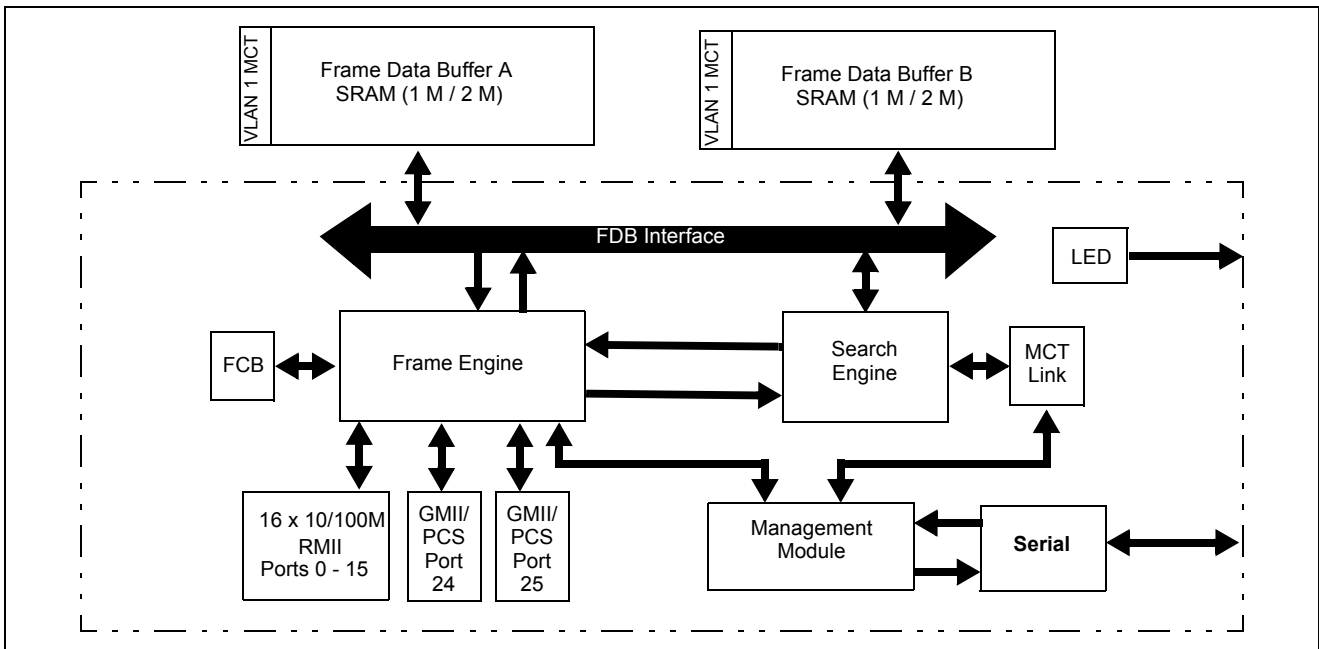 VLAN 1 MCT
Frame Data Buffer A
SRAM (1 M / 2 M)
VLAN 1 MCT
Frame Data Buffer B
SRAM (1 M / 2 M)
FDB Interface
LED
FCB
Frame Engine
Search
Engine
MCT
Link
16 x 10/100M
RMII
Ports 0 - 15
GMII/
PCS
Port
24
GMII/
PCS
Port
25
Management
Module
Serial